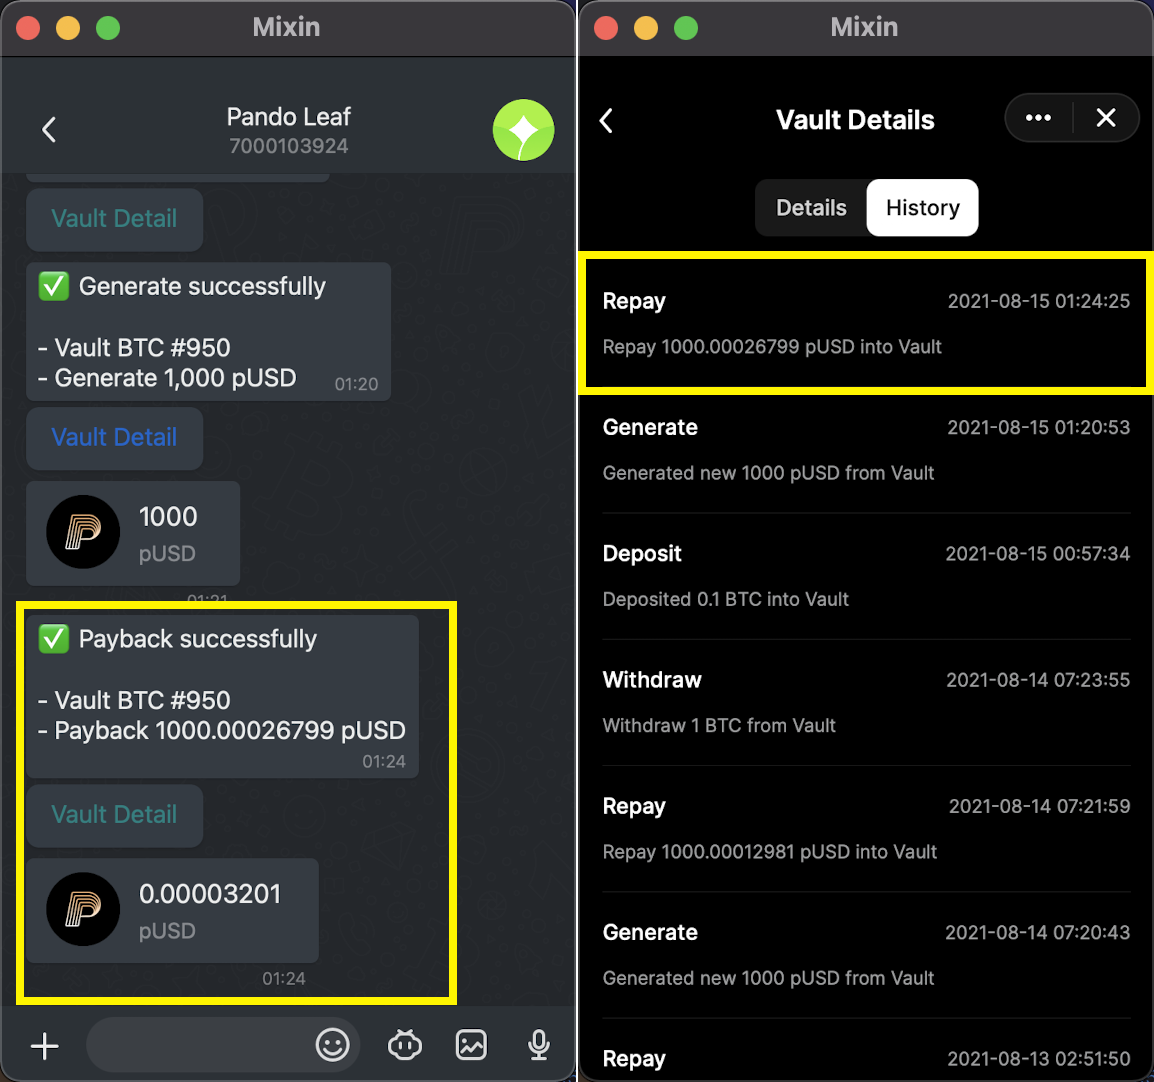 Mixin
Pando Leaf
7000103924
Vault Detail
✅ Generate successfully
- Vault BTC #950
- Generate 1,000 pUSD
01:20
Vault Detail
1000
pUSD
01:21
✅ Payback successfully
- Vault BTC #950
- Payback 1000.00026799 pUSD
01:24
Vault Detail
0.00003201
pUSD
01:24
Mixin
Vault Details
Details History
Repay 2021-08-15 01:24:25
Repay 1000.00026799 pUSD into Vault
Generate 2021-08-15 01:20:53
Generated new 1000 pUSD from Vault
Deposit 2021-08-15 00:57:34
Deposited 0.1 BTC into Vault
Withdraw 2021-08-14 07:23:55
Withdraw 1 BTC from Vault
Repay 2021-08-14 07:21:59
Repay 1000.00012981 pUSD into Vault
Generate 2021-08-14 07:20:43
Generated new 1000 pUSD from Vault
Repay 2021-08-13 02:51:50